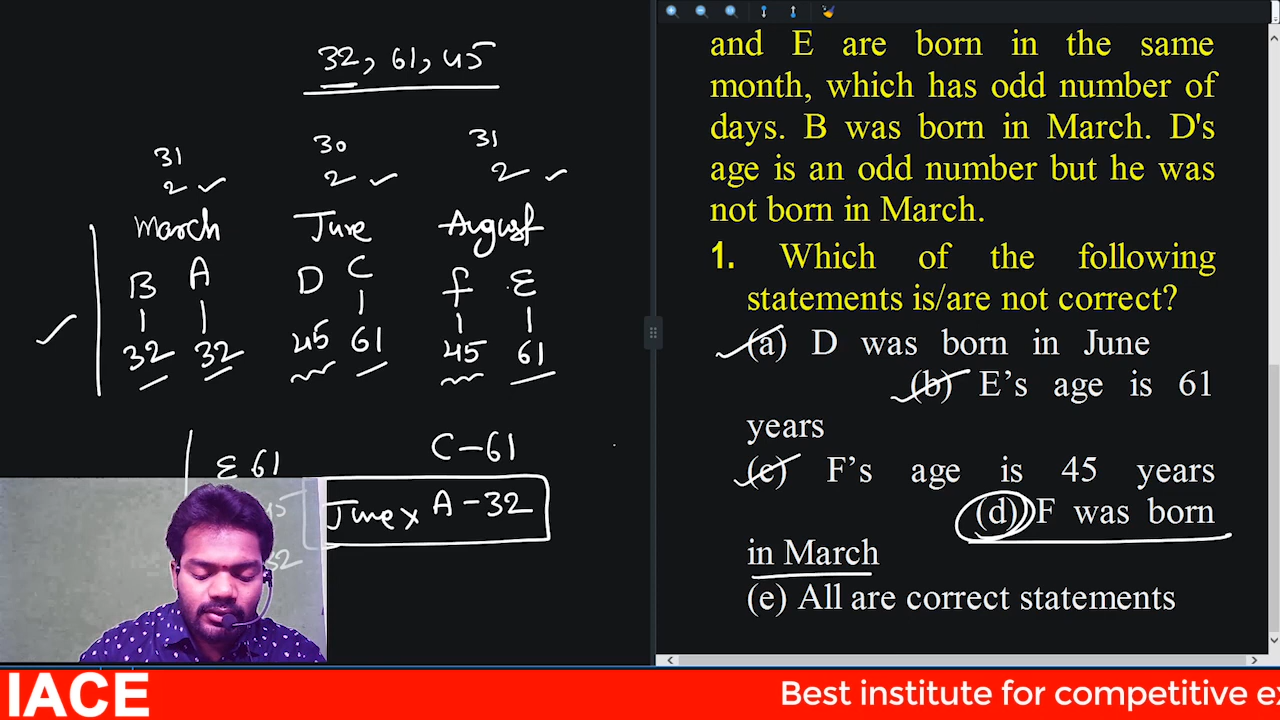 32, 61, 45
31 30 31
2 2 2
March June August
B A D C F E
32 32 45 61 45 61
C-61
E 61
June x A-32
45
32
and E are born in the same
month, which has odd number of
days. B was born in March. D's
age is an odd number but he was
not born in March.
1. Which of the following
statements is/are not correct?
(a) D was born in June
(b) E's age is 61
years
(c) F's age is 45 years
(d) F was born
in March
(e) All are correct statements
IACE
Best institute for competitive ex